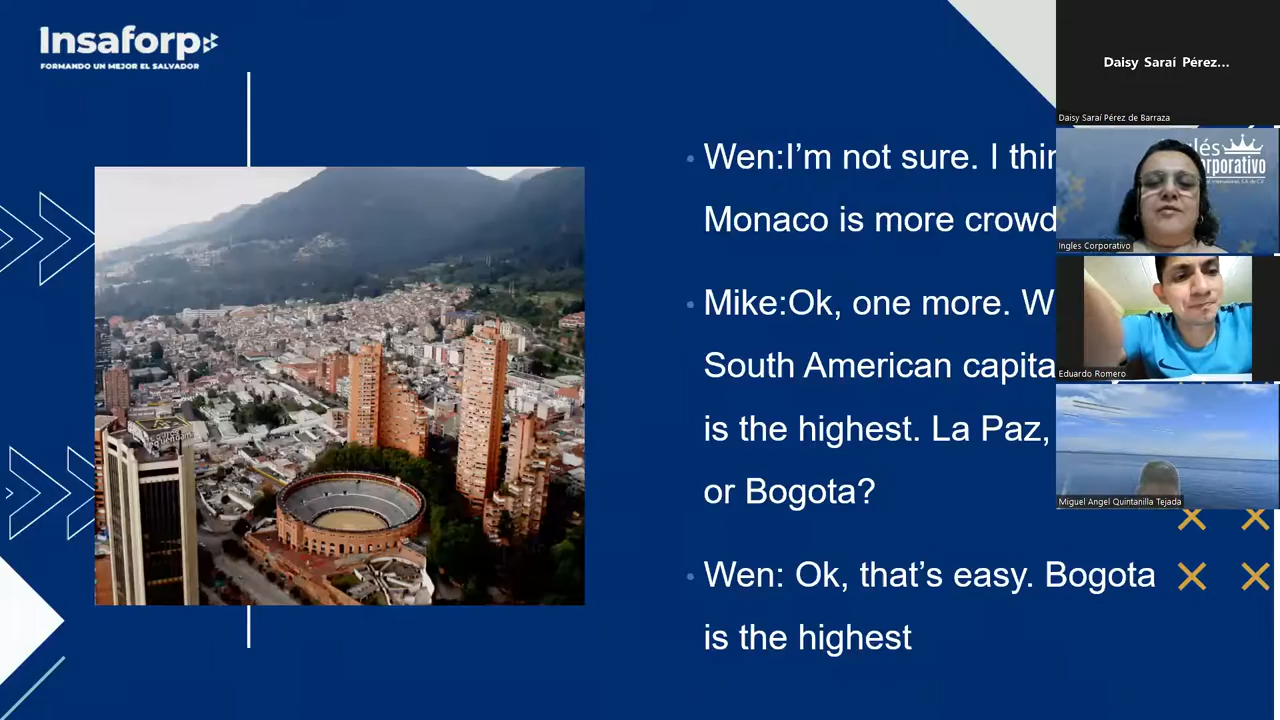 Insaforp
FORMANDO UN MEJOR EL SALVADOR
Wen:I’m not sure. I thin
Monaco is more crowd
Mike:Ok, one more. W
South American capita
is the highest. La Paz,
or Bogota?
Wen: Ok, that’s easy. Bogota
is the highest
Daisy Saraí Pérez...
Daisy Saraí Pérez de Barraza
lés
rporativo
Ingles Corporativo
Eduardo Romero
Miguel Angel Quintanilla Tejada